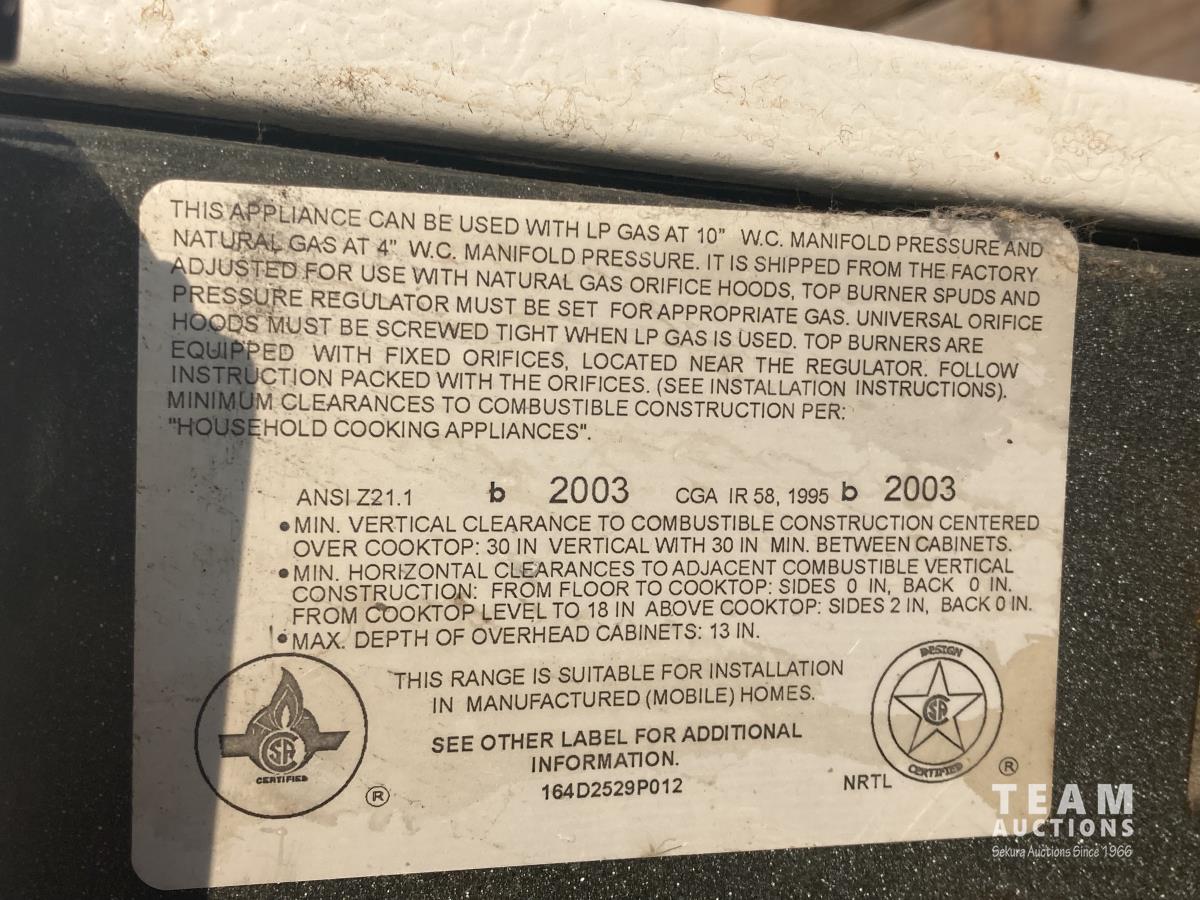 THIS APPLIANCE CAN BE USED WITH LP GAS AT 10" W.C. MANIFOLD PRESSURE AND
NATURAL GAS AT 4" W.C. MANIFOLD PRESSURE. IT IS SHIPPED FROM THE FACTORY
ADJUSTED FOR USE WITH NATURAL GAS ORIFICE HOODS, TOP BURNER SPUDS AND
PRESSURE REGULATOR MUST BE SET FOR APPROPRIATE GAS. UNIVERSAL ORIFICE
HOODS MUST BE SCREWED TIGHT WHEN LP GAS IS USED. TOP BURNERS ARE
EQUIPPED WITH FIXED ORIFICES, LOCATED NEAR THE REGULATOR. FOLLOW
INSTRUCTION PACKED WITH THE ORIFICES. (SEE INSTALLATION INSTRUCTIONS).
MINIMUM CLEARANCES TO COMBUSTIBLE CONSTRUCTION PER:
"HOUSEHOLD COOKING APPLIANCES".
ANSI Z21.1 b 2003 CGA IR 58, 1995 b 2003
• MIN. VERTICAL CLEARANCE TO COMBUSTIBLE CONSTRUCTION CENTERED
OVER COOKTOP: 30 IN VERTICAL WITH 30 IN MIN. BETWEEN CABINETS.
• MIN. HORIZONTAL CLEARANCES TO ADJACENT COMBUSTIBLE VERTICAL
CONSTRUCTION: FROM FLOOR TO COOKTOP: SIDES 0 IN, BACK 0 IN.
FROM COOKTOP LEVEL TO 18 IN ABOVE COOKTOP: SIDES 2 IN, BACK 0 IN.
• MAX. DEPTH OF OVERHEAD CABINETS: 13 IN.
THIS RANGE IS SUITABLE FOR INSTALLATION
IN MANUFACTURED (MOBILE) HOMES.
SEE OTHER LABEL FOR ADDITIONAL
INFORMATION.
164D2529P012
CSA
CERTIFIED
®
DESIGN
CSA
CERTIFIED
®
NRTL
TEAM
AUCTIONS
Sekura Auctions Since 1966